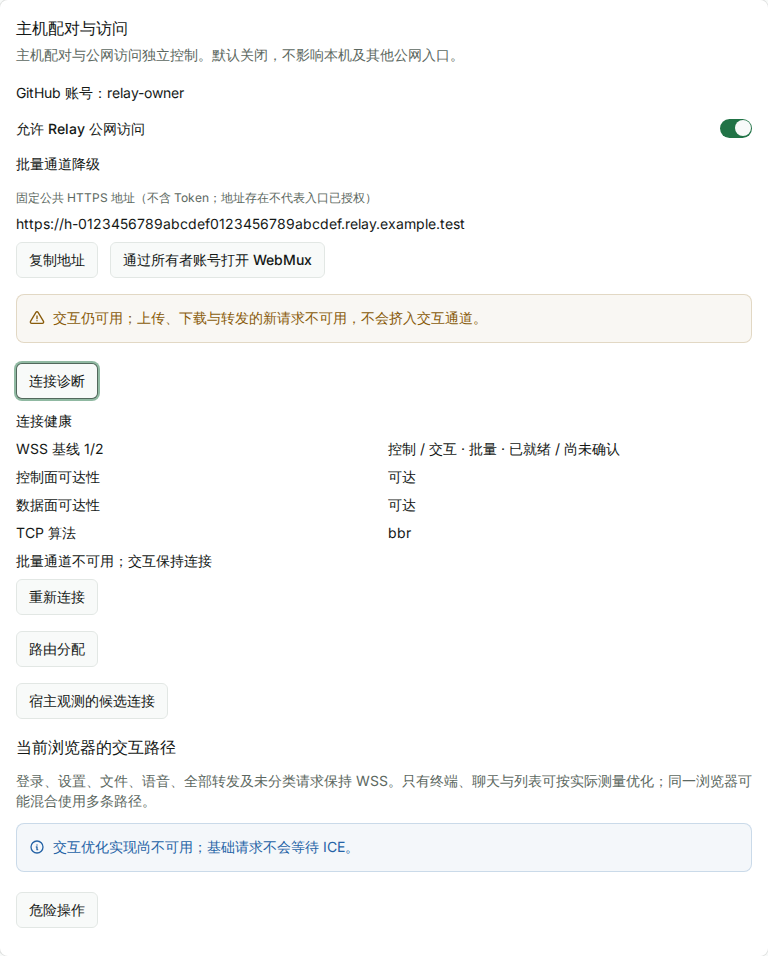 主机配对与访问
主机配对与公网访问独立控制。默认关闭，不影响本机及其他公网入口。
GitHub 账号：relay-owner
允许 Relay 公网访问
批量通道降级
固定公共 HTTPS 地址（不含 Token；地址存在不代表入口已授权）
https://h-0123456789abcdef0123456789abcdef.relay.example.test
复制地址 通过所有者账号打开 WebMux
交互仍可用；上传、下载与转发的新请求不可用，不会挤入交互通道。
连接诊断
连接健康
WSS 基线 1/2 控制 / 交互 · 批量 · 已就绪 / 尚未确认
控制面可达性 可达
数据面可达性 可达
TCP 算法 bbr
批量通道不可用；交互保持连接
重新连接
路由分配
宿主观测的候选连接
当前浏览器的交互路径
登录、设置、文件、语音、全部转发及未分类请求保持 WSS。只有终端、聊天与列表可按实际测量优化；同一浏览器可
能混合使用多条路径。
交互优化实现尚不可用；基础请求不会等待 ICE。
危险操作